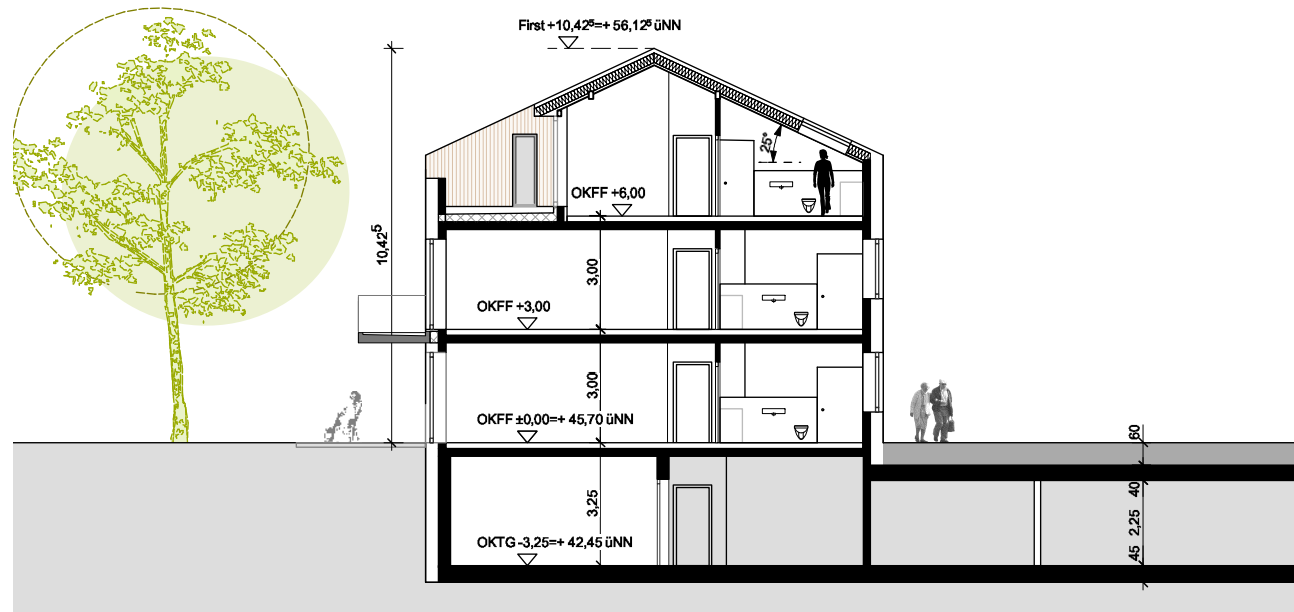 First +10,42⁵=+ 56,12⁵ üNN
25°
OKFF +6,00
10,42⁵
3,00
OKFF +3,00
3,00
OKFF ±0,00=+ 45,70 üNN
60
3,25
40
2,25
OKTG -3,25=+ 42,45 üNN
45